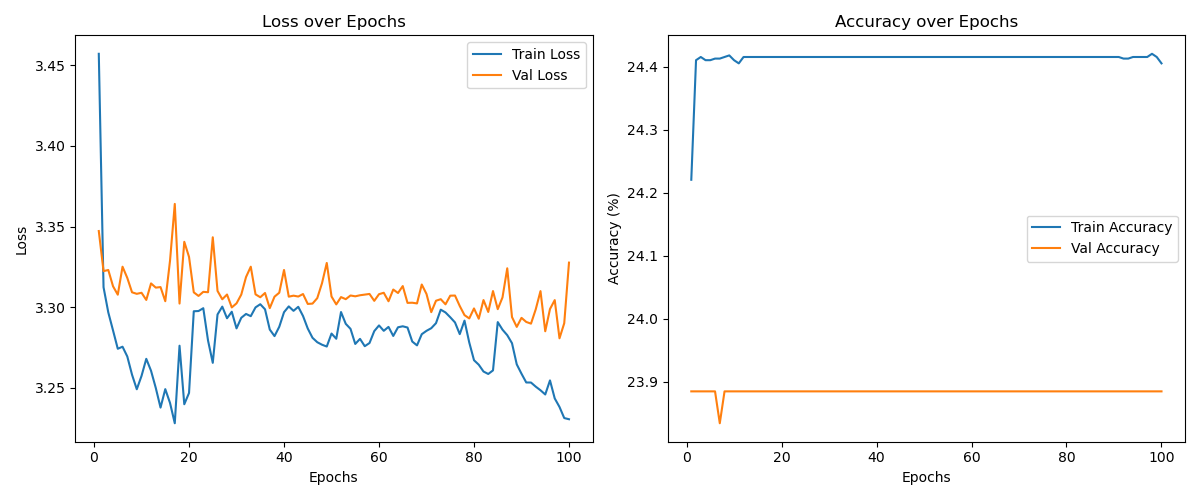 Loss over Epochs
3.45
3.40
3.35
3.30
3.25
Loss
0
20
40
60
80
100
Epochs
Train Loss
Val Loss
Accuracy over Epochs
24.4
24.3
24.2
24.1
24.0
23.9
Accuracy (%)
0
20
40
60
80
100
Epochs
Train Accuracy
Val Accuracy